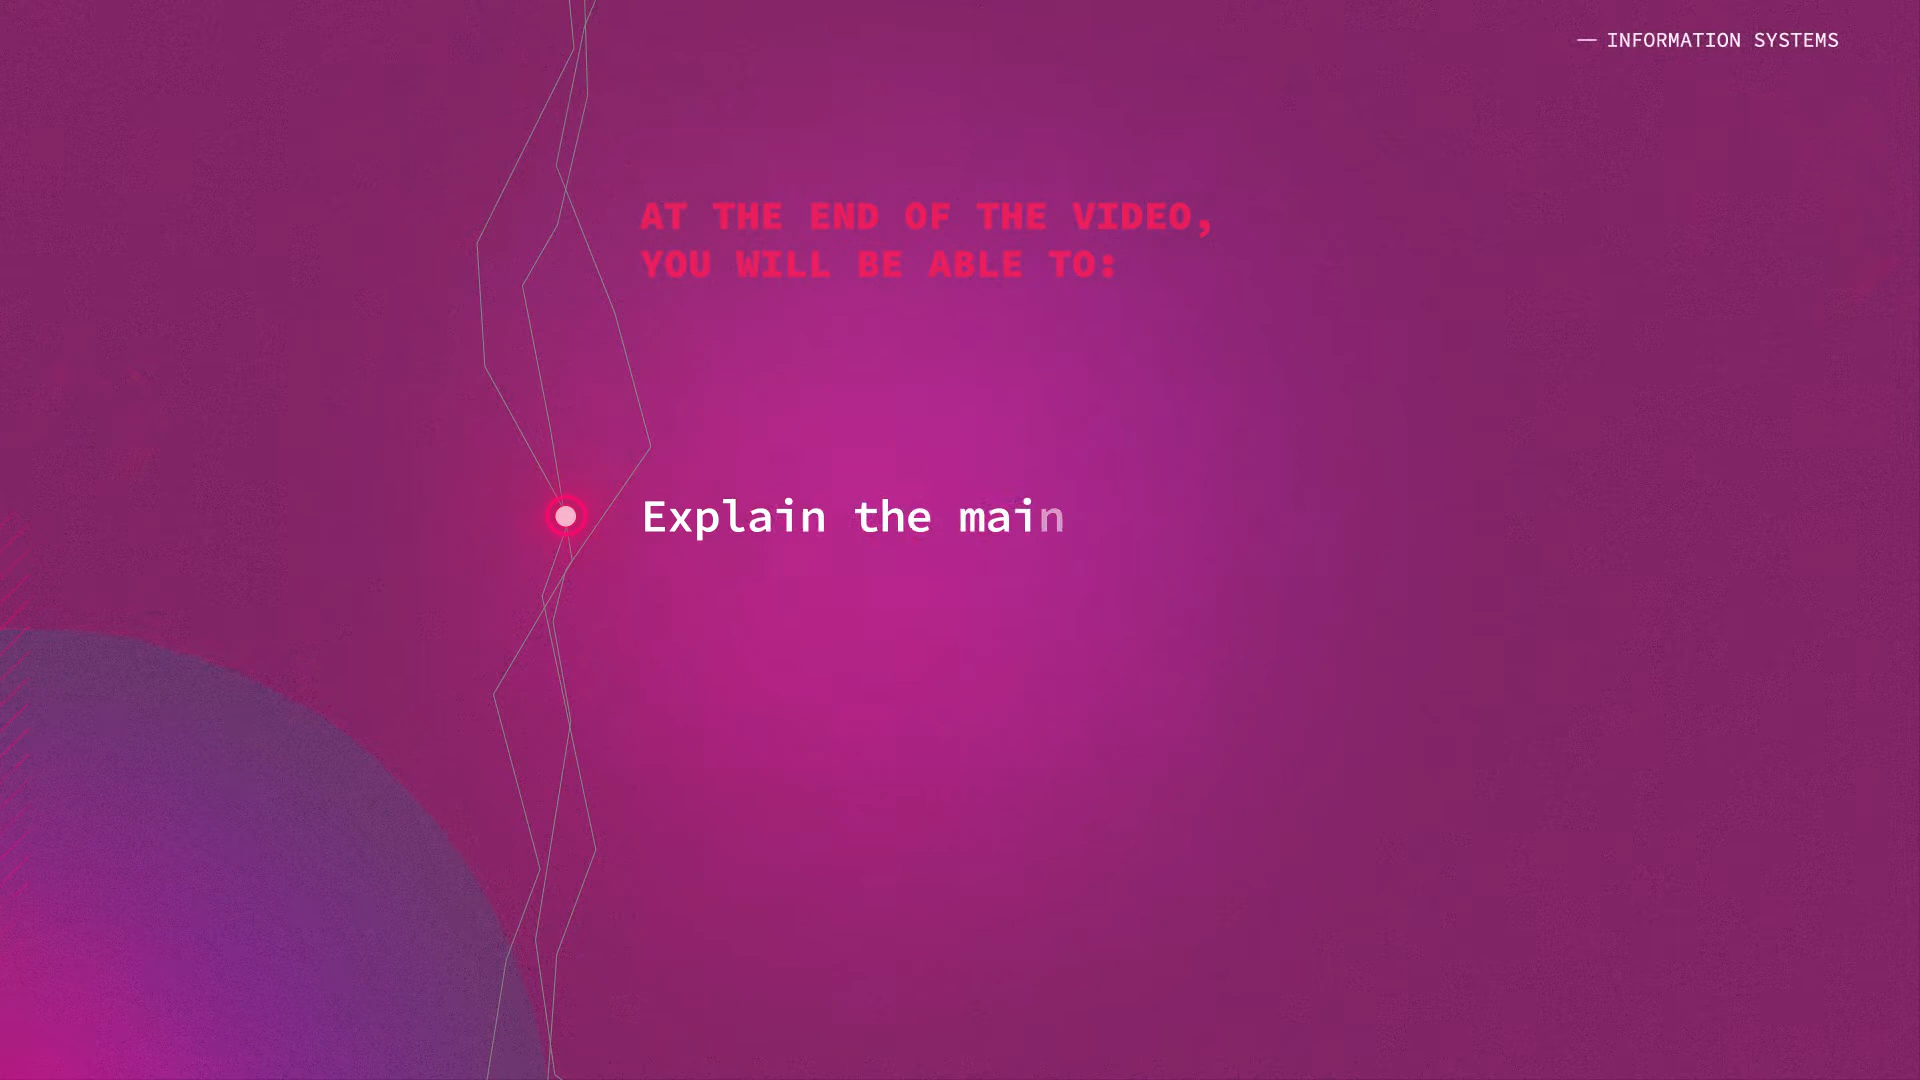 — INFORMATION SYSTEMS
AT THE END OF THE VIDEO,
YOU WILL BE ABLE TO:
Explain the main